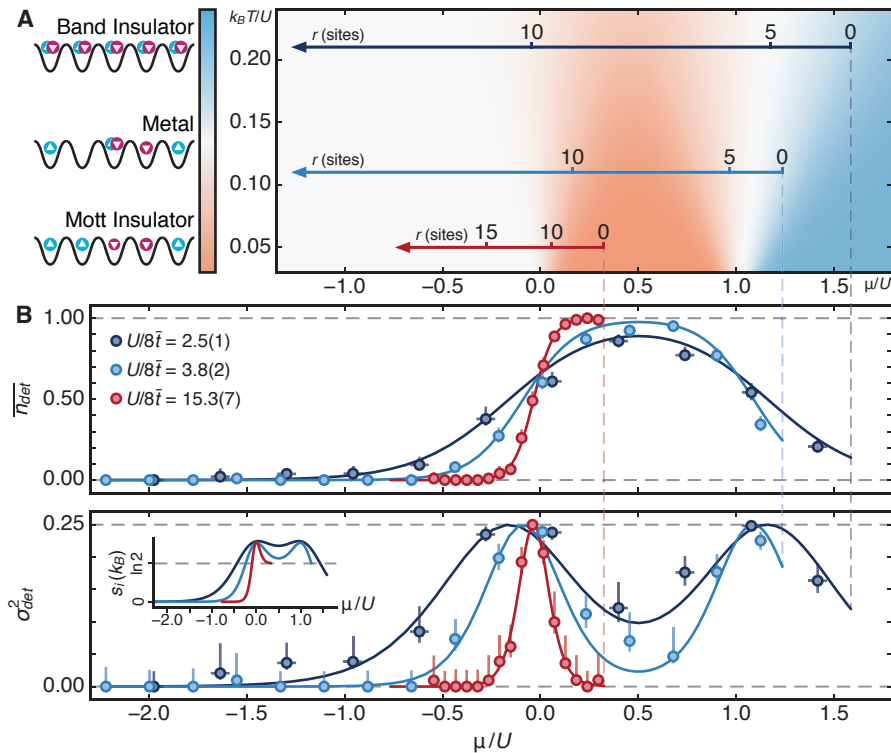 A
Band Insulator
Metal
Mott Insulator
k_BT/U
0.20
0.15
0.10
0.05
r (sites) 10 5 0
r (sites) 10 5 0
r (sites) 15 10 0
-1.0 -0.5 0.0 0.5 1.0 1.5 μ/U
B
1.00
0.50
0.00
n_det
U/8t̄ = 2.5(1)
U/8t̄ = 3.8(2)
U/8t̄ = 15.3(7)
0.25
0.00
σ²_det
s_i (k_B)
ln2
0
-2.0 -1.0 0.0 1.0
μ/U
-2.0 -1.5 -1.0 -0.5 0.0 0.5 1.0 1.5
μ/U